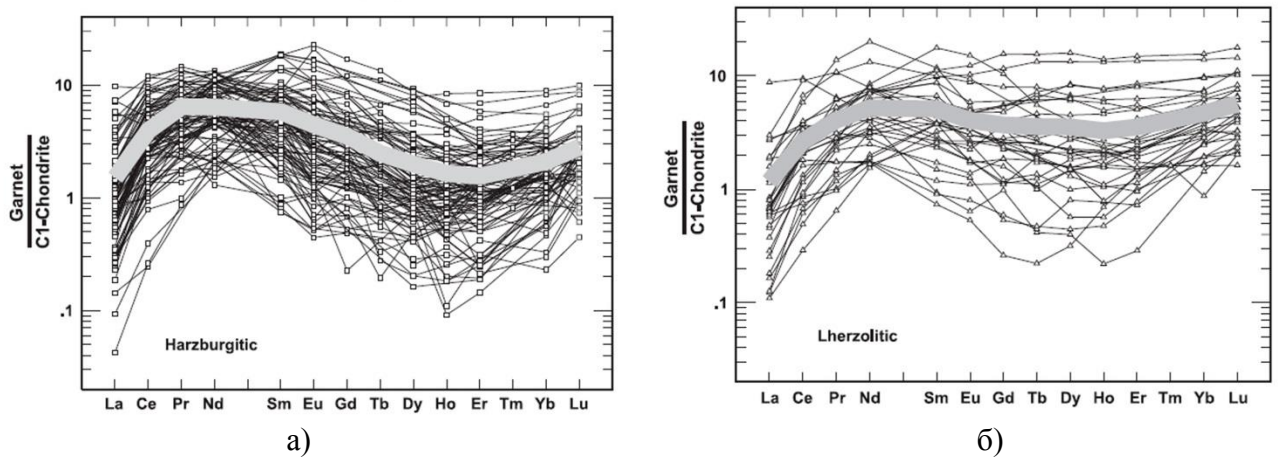 Garnet
C1-Chondrite
10
1
.1
Harzburgitic
La Ce Pr Nd Sm Eu Gd Tb Dy Ho Er Tm Yb Lu
а)
Garnet
C1-Chondrite
10
1
.1
Lherzolitic
La Ce Pr Nd Sm Eu Gd Tb Dy Ho Er Tm Yb Lu
б)